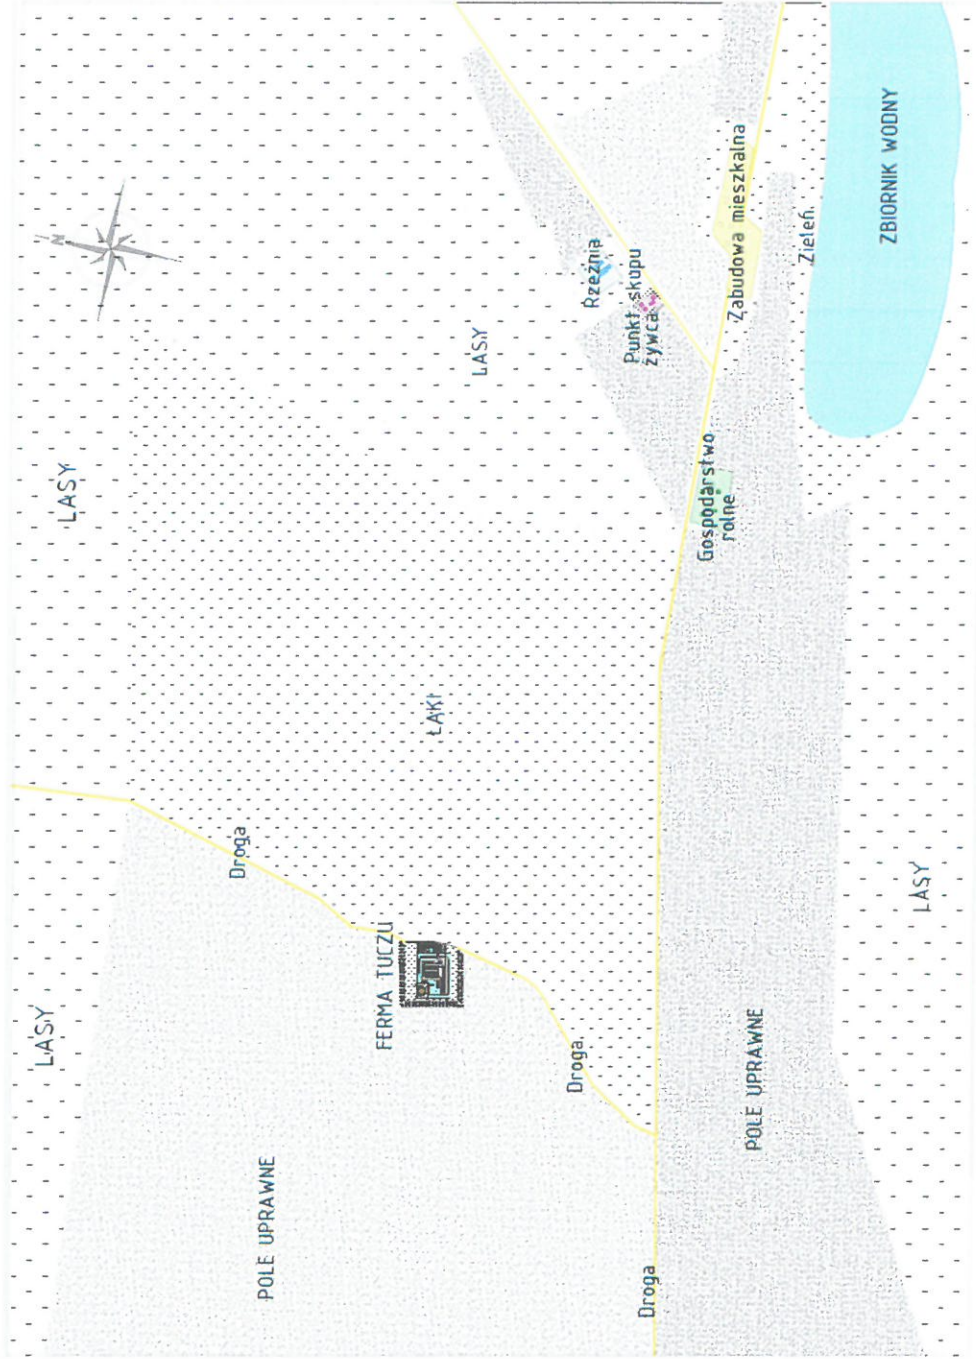 LASY
N
LASY
Droga
POLE UPRAWNE
FERMA TUCZU
ŁĄKI
LASY
Droga
Rzeźnia
Punkt skupu
żywca
Droga
Gospodarstwo
rolne
Zabudowa mieszkalna
POLE UPRAWNE
Zieleń
ZBIORNIK WODNY
LASY